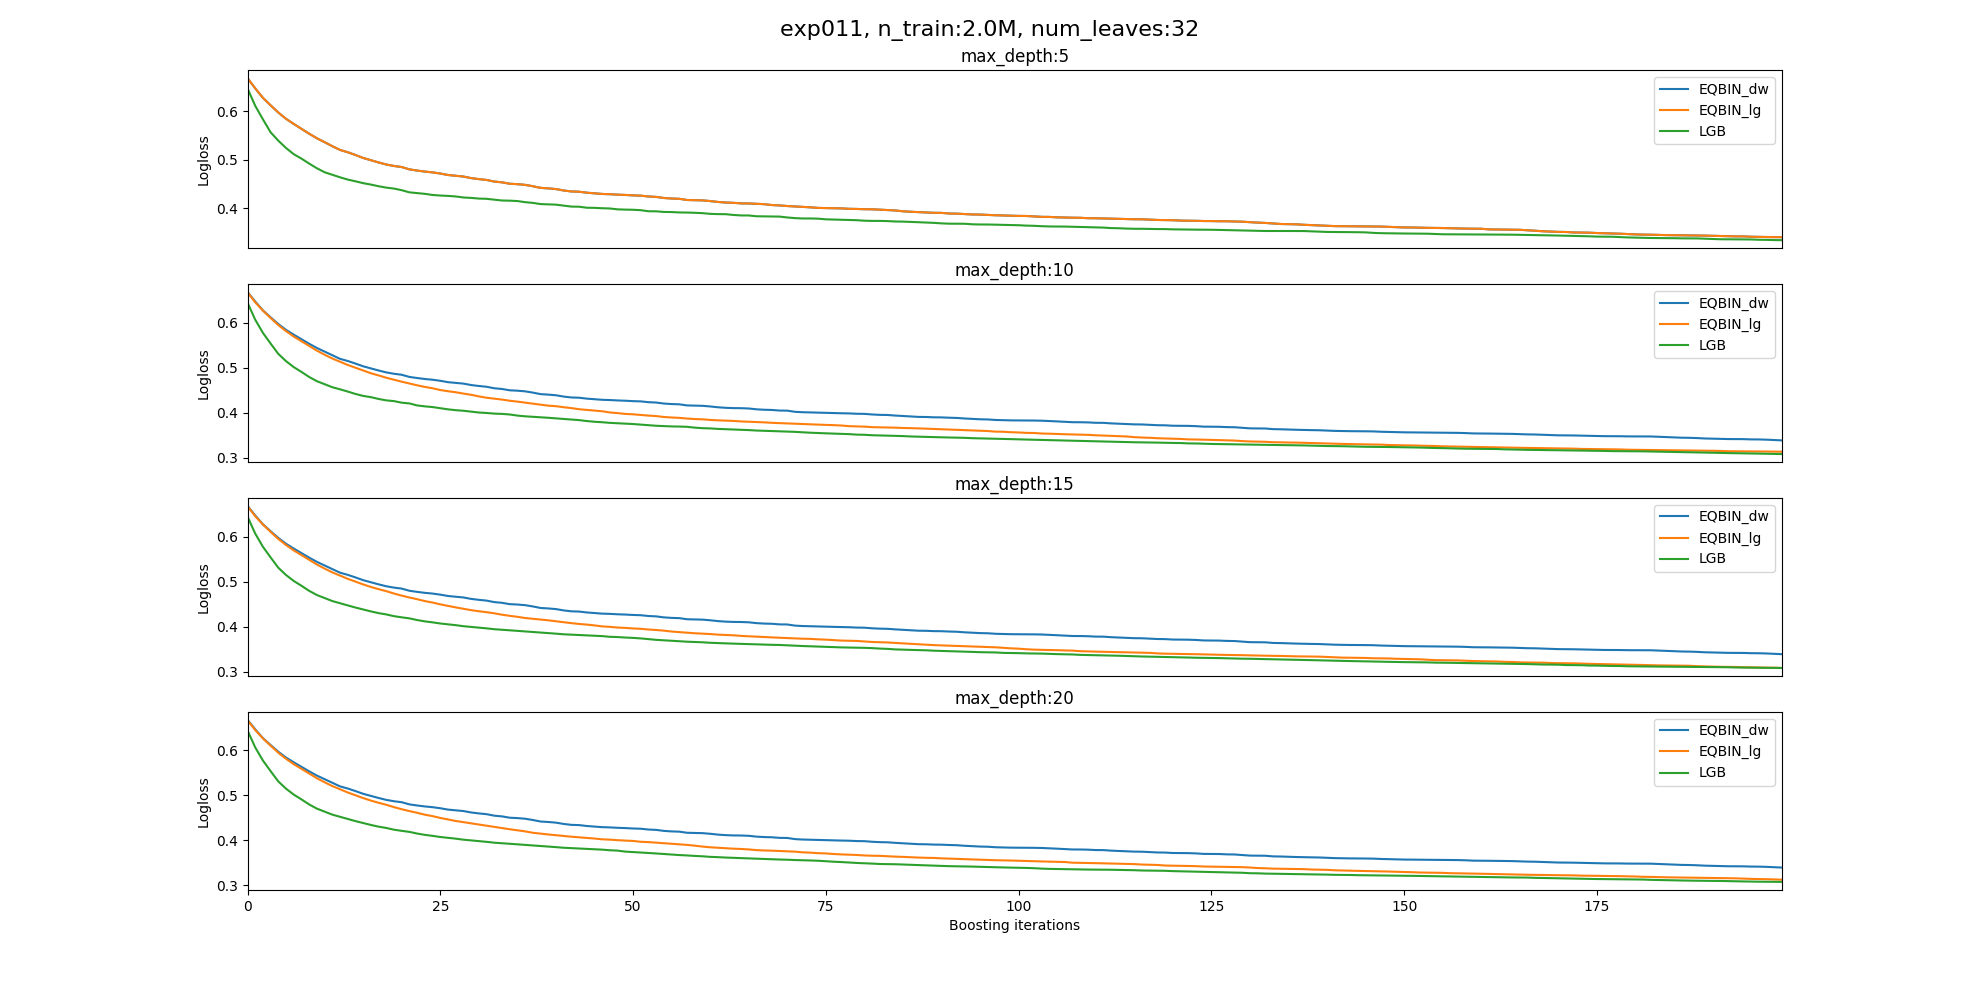 exp011, n_train:2.0M, num_leaves:32
max_depth:5
0.6
0.5
0.4
Logloss
EQBIN_dw
EQBIN_lg
LGB
max_depth:10
0.6
0.5
0.4
0.3
Logloss
EQBIN_dw
EQBIN_lg
LGB
max_depth:15
0.6
0.5
0.4
0.3
Logloss
EQBIN_dw
EQBIN_lg
LGB
max_depth:20
0.6
0.5
0.4
0.3
Logloss
EQBIN_dw
EQBIN_lg
LGB
0 25 50 75 100 125 150 175
Boosting iterations